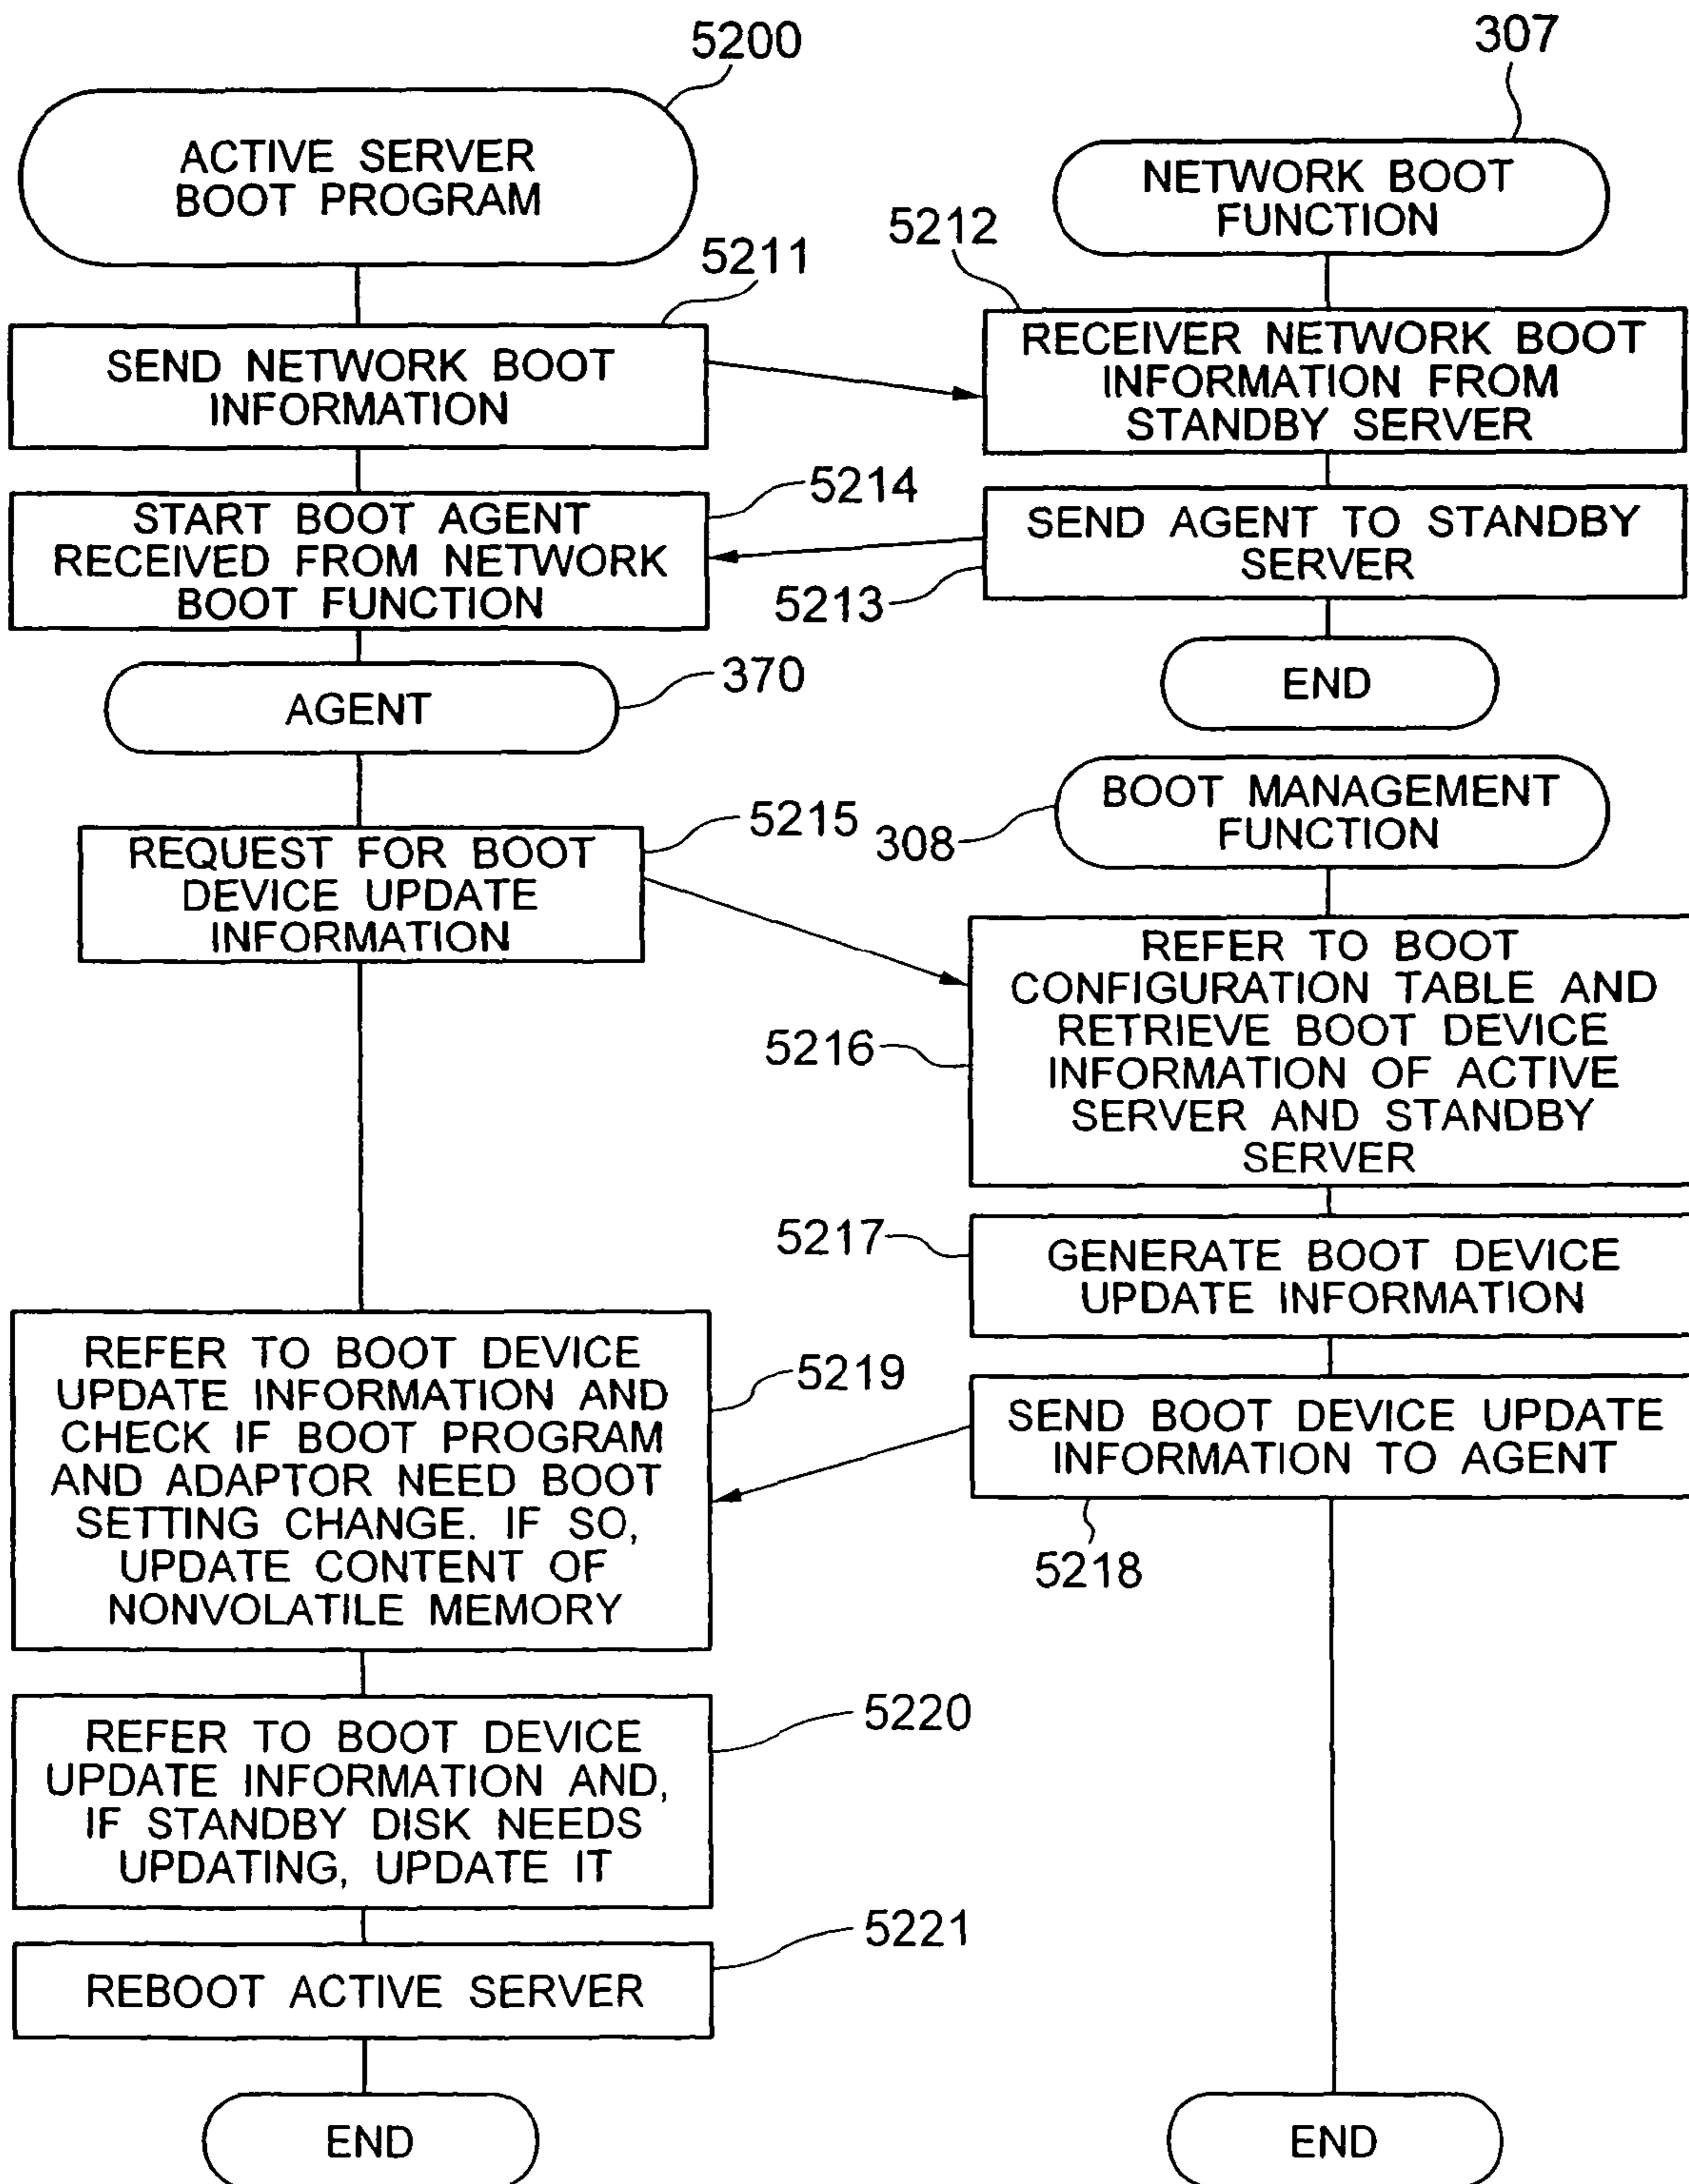 5200
307
ACTIVE SERVER
BOOT PROGRAM
NETWORK BOOT
FUNCTION
5211
5212
SEND NETWORK BOOT
INFORMATION
RECEIVER NETWORK BOOT
INFORMATION FROM
STANDBY SERVER
5214
START BOOT AGENT
RECEIVED FROM NETWORK
BOOT FUNCTION
SEND AGENT TO STANDBY
SERVER
5213
AGENT
370
END
BOOT MANAGEMENT
FUNCTION
308
5215
REQUEST FOR BOOT
DEVICE UPDATE
INFORMATION
REFER TO BOOT
CONFIGURATION TABLE AND
RETRIEVE BOOT DEVICE
INFORMATION OF ACTIVE
SERVER AND STANDBY
SERVER
5216
5217
GENERATE BOOT DEVICE
UPDATE INFORMATION
REFER TO BOOT DEVICE
UPDATE INFORMATION AND
CHECK IF BOOT PROGRAM
AND ADAPTOR NEED BOOT
SETTING CHANGE. IF SO,
UPDATE CONTENT OF
NONVOLATILE MEMORY
5219
SEND BOOT DEVICE UPDATE
INFORMATION TO AGENT
5218
REFER TO BOOT DEVICE
UPDATE INFORMATION AND,
IF STANDBY DISK NEEDS
UPDATING, UPDATE IT
5220
5221
REBOOT ACTIVE SERVER
END
END